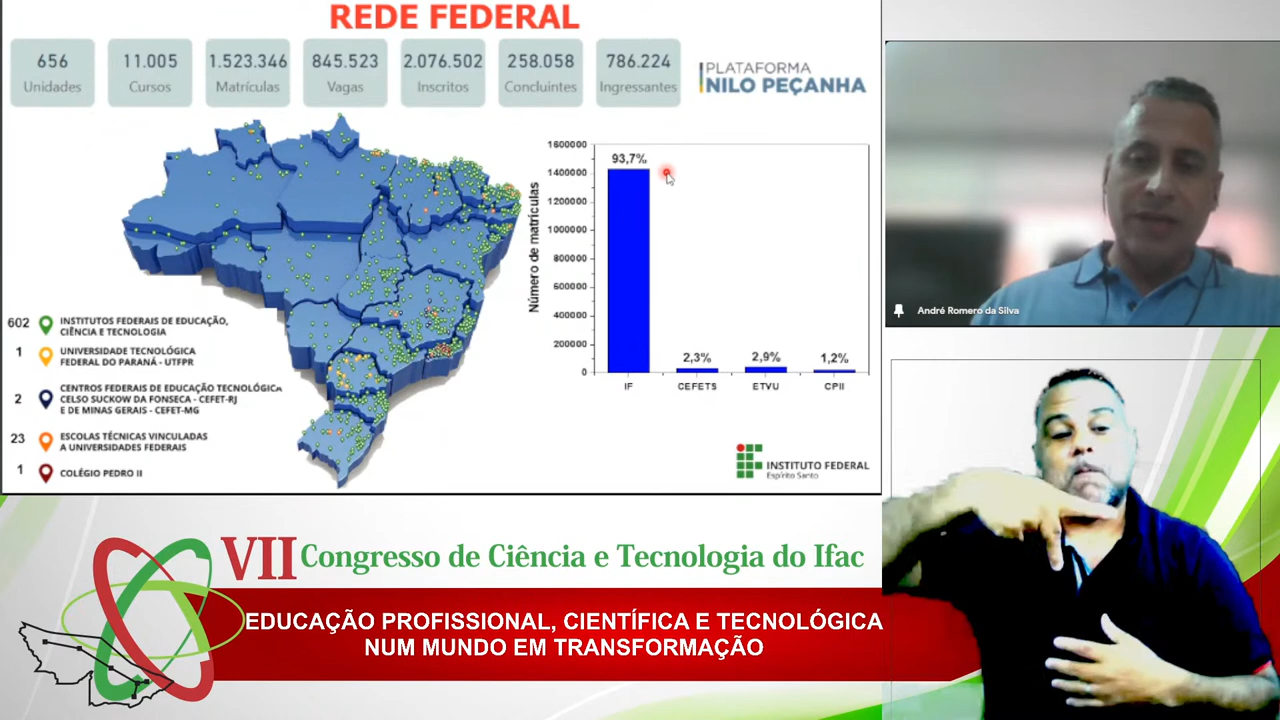 REDE FEDERAL
656
Unidades
11.005
Cursos
1.523.346
Matrículas
845.523
Vagas
2.076.502
Inscritos
258.058
Concluintes
786.224
Ingressantes
PLATAFORMA
NILO PEÇANHA
602
INSTITUTOS FEDERAIS DE EDUCAÇÃO,
CIÊNCIA E TECNOLOGIA
1
UNIVERSIDADE TECNOLÓGICA
FEDERAL DO PARANÁ - UTFPR
2
CENTROS FEDERAIS DE EDUCAÇÃO TECNOLÓGICA
CELSO SUCKOW DA FONSECA - CEFET-RJ
E DE MINAS GERAIS - CEFET-MG
23
ESCOLAS TÉCNICAS VINCULADAS
A UNIVERSIDADES FEDERAIS
1
COLÉGIO PEDRO II
Número de matrículas
1600000
1400000
1200000
1000000
800000
600000
400000
200000
0
93,7%
2,3%
2,9%
1,2%
IF
CEFETS
ETVU
CPII
INSTITUTO FEDERAL
Espírito Santo
André Romero da Silva
VII Congresso de Ciência e Tecnologia do Ifac
EDUCAÇÃO PROFISSIONAL, CIENTÍFICA E TECNOLÓGICA
NUM MUNDO EM TRANSFORMAÇÃO